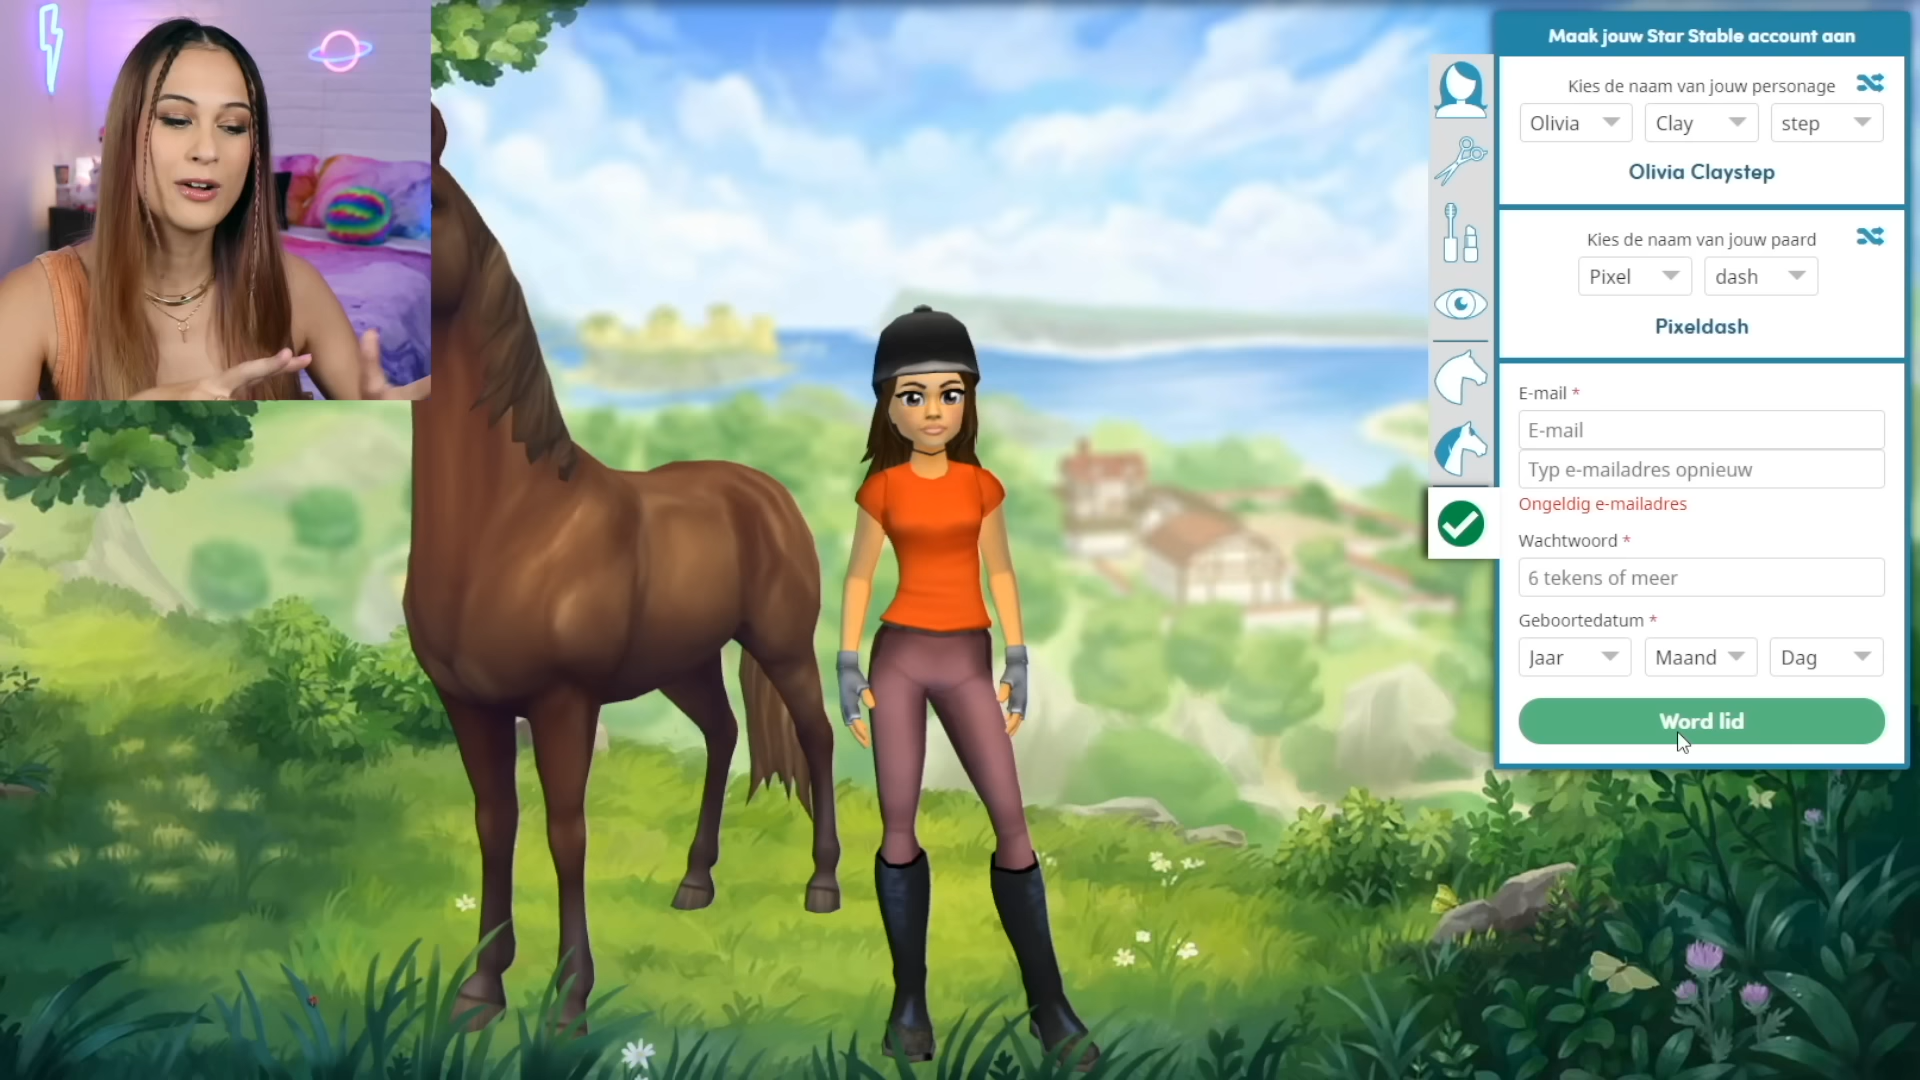 Maak jouw Star Stable account aan
Kies de naam van jouw personage
Olivia Clay step
Olivia Claystep
Kies de naam van jouw paard
Pixel dash
Pixeldash
E-mail *
E-mail
Typ e-mailadres opnieuw
Ongeldig e-mailadres
Wachtwoord *
6 tekens of meer
Geboortedatum *
Jaar Maand Dag
Word lid